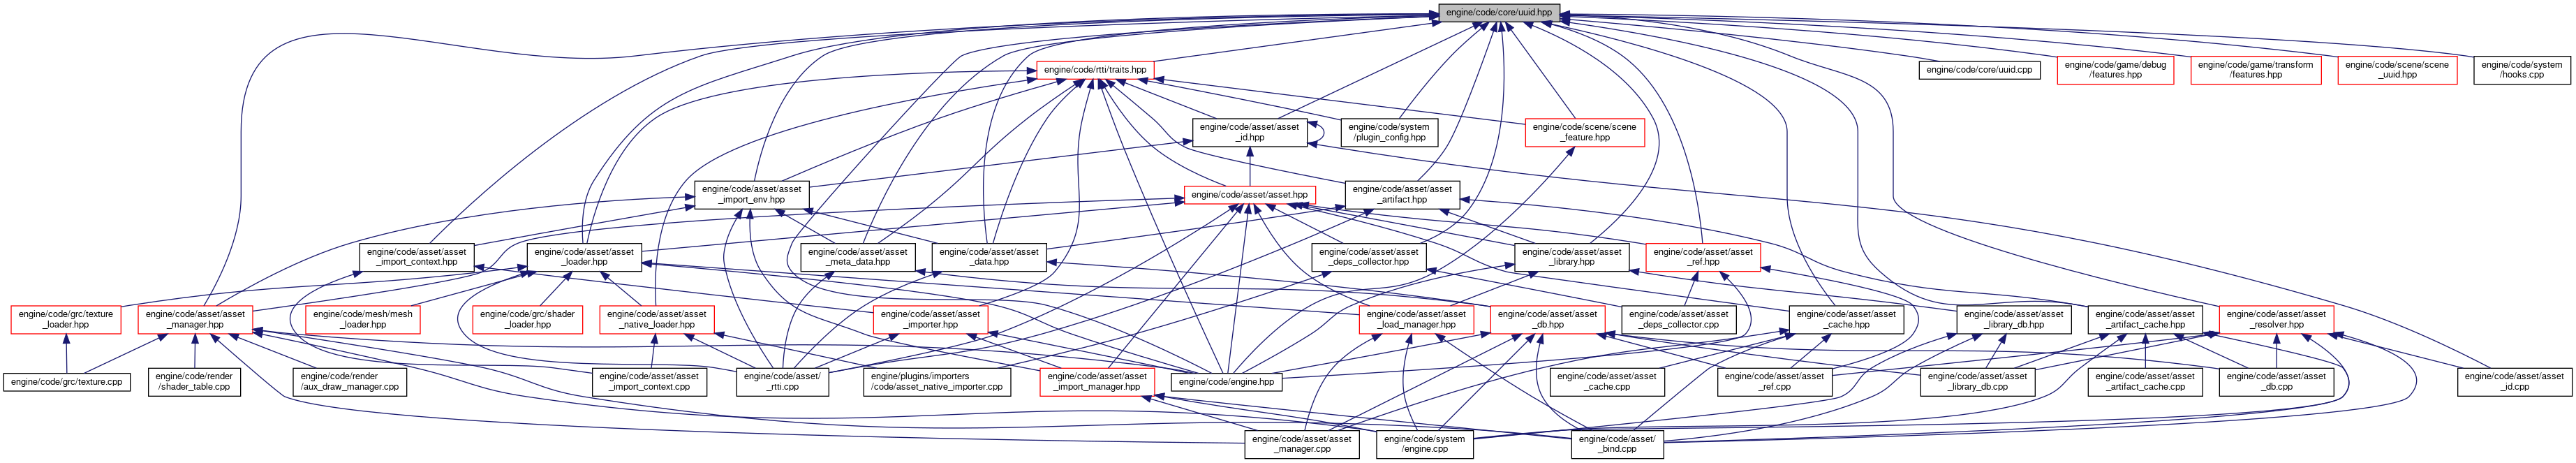 engine/code/core/uuid.hpp
engine/code/rtti/traits.hpp
engine/code/core/uuid.cpp
engine/code/game/debug
/features.hpp
engine/code/game/transform
/features.hpp
engine/code/scene/scene
_uuid.hpp
engine/code/system
/hooks.cpp
engine/code/asset/asset
_id.hpp
engine/code/system
/plugin_config.hpp
engine/code/scene/scene
_feature.hpp
engine/code/asset/asset
_import_env.hpp
engine/code/asset/asset.hpp
engine/code/asset/asset
_artifact.hpp
engine/code/asset/asset
_import_context.hpp
engine/code/asset/asset
_loader.hpp
engine/code/asset/asset
_meta_data.hpp
engine/code/asset/asset
_data.hpp
engine/code/asset/asset
_deps_collector.hpp
engine/code/asset/asset
_library.hpp
engine/code/asset/asset
_ref.hpp
engine/code/grc/texture
_loader.hpp
engine/code/asset/asset
_manager.hpp
engine/code/mesh/mesh
_loader.hpp
engine/code/grc/shader
_loader.hpp
engine/code/asset/asset
_native_loader.hpp
engine/code/asset/asset
_importer.hpp
engine/code/asset/asset
_load_manager.hpp
engine/code/asset/asset
_db.hpp
engine/code/asset/asset
_deps_collector.cpp
engine/code/asset/asset
_cache.hpp
engine/code/asset/asset
_library_db.hpp
engine/code/asset/asset
_artifact_cache.hpp
engine/code/asset/asset
_resolver.hpp
engine/code/grc/texture.cpp
engine/code/render
/shader_table.cpp
engine/code/render
/aux_draw_manager.cpp
engine/code/asset/asset
_import_context.cpp
engine/code/asset/
_rtti.cpp
engine/plugins/importers
/code/asset_native_importer.cpp
engine/code/asset/asset
_import_manager.hpp
engine/code/engine.hpp
engine/code/asset/asset
_cache.cpp
engine/code/asset/asset
_ref.cpp
engine/code/asset/asset
_library_db.cpp
engine/code/asset/asset
_artifact_cache.cpp
engine/code/asset/asset
_db.cpp
engine/code/asset/asset
_id.cpp
engine/code/asset/asset
_manager.cpp
engine/code/system
/engine.cpp
engine/code/asset/
_bind.cpp